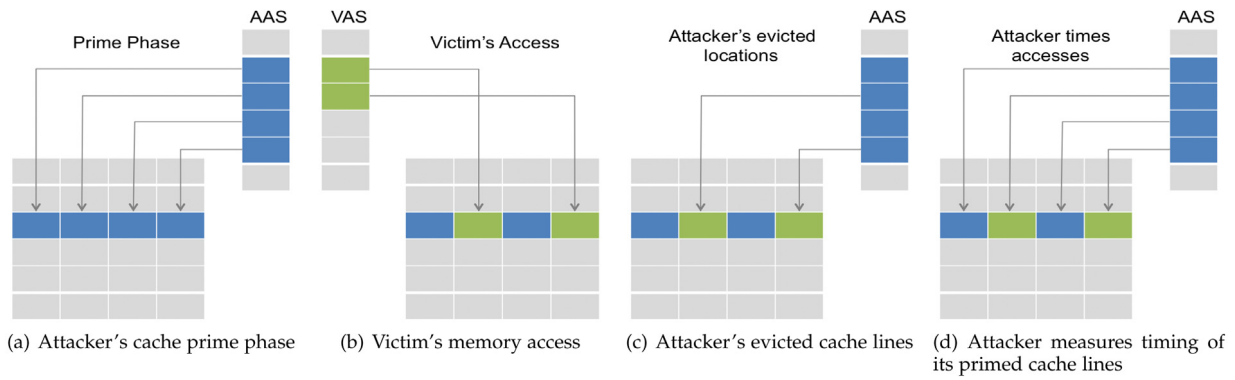 AAS
Prime Phase
VAS
Victim's Access
Attacker's evicted
locations
AAS
Attacker times
accesses
AAS
(a) Attacker's cache prime phase
(b) Victim's memory access
(c) Attacker's evicted cache lines
(d) Attacker measures timing of
its primed cache lines